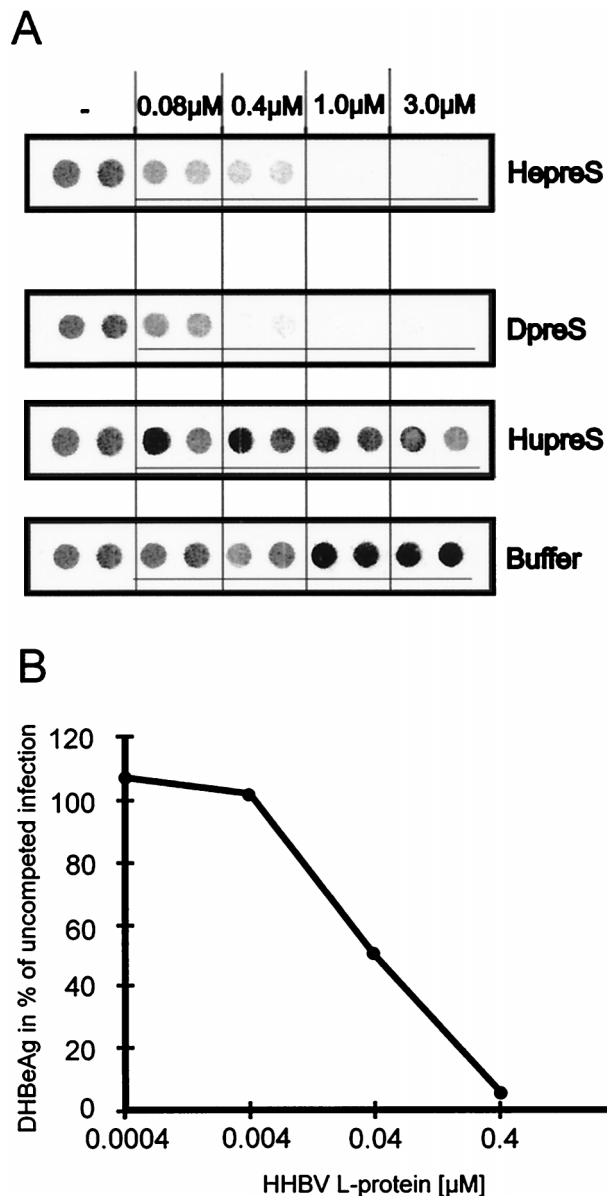 A
- 0.08µM 0.4µM 1.0µM 3.0µM
HepreS
DpreS
HupreS
Buffer
B
DHBeAg in % of uncompeted infection
120
100
80
60
40
20
0
0.0004 0.004 0.04 0.4
HHBV L-protein [µM]